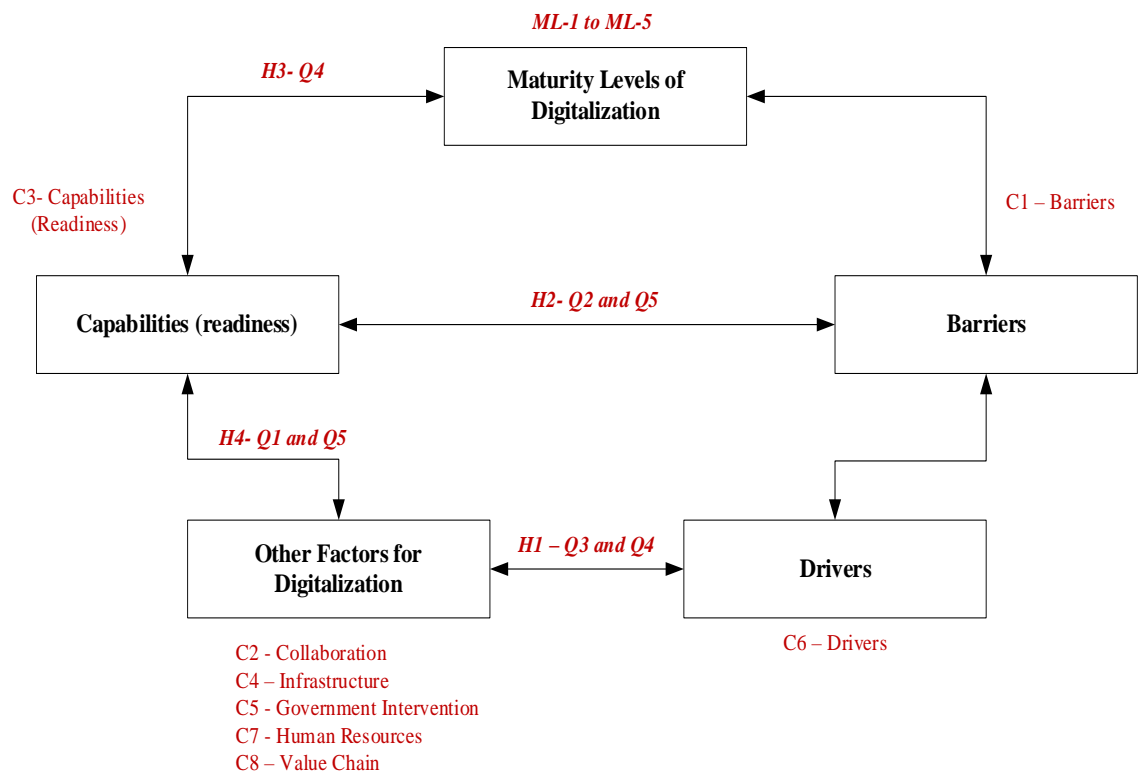 ML-1 to ML-5
H3- Q4
Maturity Levels of
Digitalization
C3- Capabilities
(Readiness)
C1 – Barriers
Capabilities (readiness)
H2- Q2 and Q5
Barriers
H4- Q1 and Q5
Other Factors for
Digitalization
H1 – Q3 and Q4
Drivers
C2 - Collaboration
C4 – Infrastructure
C5 - Government Intervention
C7 - Human Resources
C8 – Value Chain
C6 – Drivers